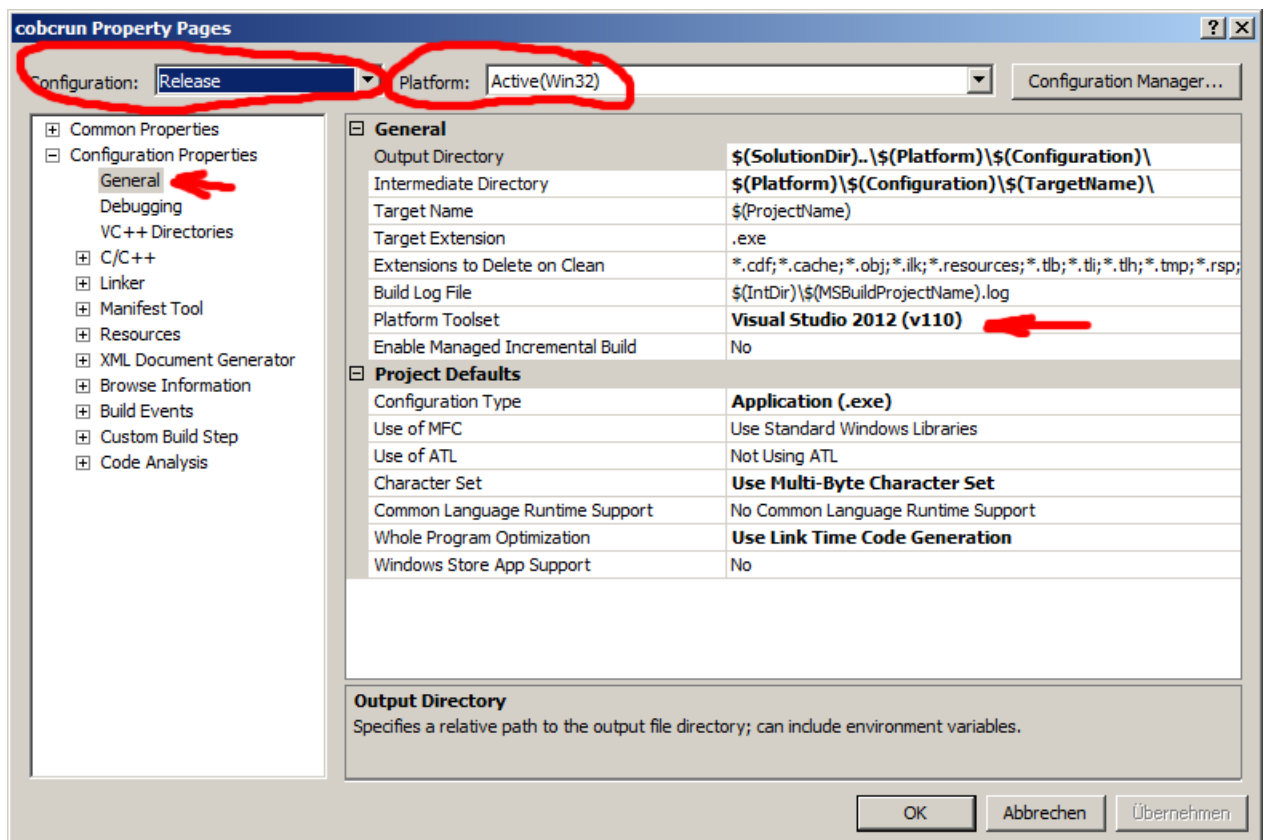 cobcrun Property Pages
Configuration: Release Platform: Active(Win32) Configuration Manager...
Common Properties
Configuration Properties
General
Debugging
VC++ Directories
C/C++
Linker
Manifest Tool
Resources
XML Document Generator
Browse Information
Build Events
Custom Build Step
Code Analysis
General
Output Directory $(SolutionDir)..\$(Platform)\$(Configuration)\
Intermediate Directory $(Platform)\$(Configuration)\$(TargetName)\
Target Name $(ProjectName)
Target Extension .exe
Extensions to Delete on Clean *.cdf;*.cache;*.obj;*.ilk;*.resources;*.tlb;*.tli;*.tlh;*.tmp;*.rsp;
Build Log File $(IntDir)\$(MSBuildProjectName).log
Platform Toolset Visual Studio 2012 (v110)
Enable Managed Incremental Build No
Project Defaults
Configuration Type Application (.exe)
Use of MFC Use Standard Windows Libraries
Use of ATL Not Using ATL
Character Set Use Multi-Byte Character Set
Common Language Runtime Support No Common Language Runtime Support
Whole Program Optimization Use Link Time Code Generation
Windows Store App Support No
Output Directory
Specifies a relative path to the output file directory; can include environment variables.
OK Abbrechen Übernehmen